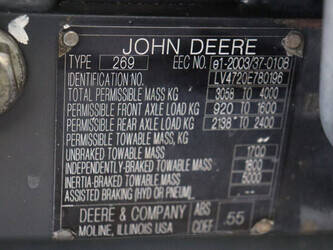 JOHN DEERE
TYPE 269 EEC NO. e1-2003/37-0108
IDENTIFICATION NO. LV4720E780196
TOTAL PERMISSIBLE MASS KG 3058 TO 4000
PERMISSIBLE FRONT AXLE LOAD KG 920 TO 1600
PERMISSIBLE REAR AXLE LOAD KG 2138 TO 2400
PERMISSIBLE TOWABLE MASS, KG
UNBRAKED TOWABLE MASS 1700
INDEPENDENTLY-BRAKED TOWABLE MASS
INERTIA-BRAKED TOWABLE MASS 5000
ASSISTED BRAKING (HYD OR PNEUM)
DEERE & COMPANY ABS
MOLINE, ILLINOIS USA COEF .55